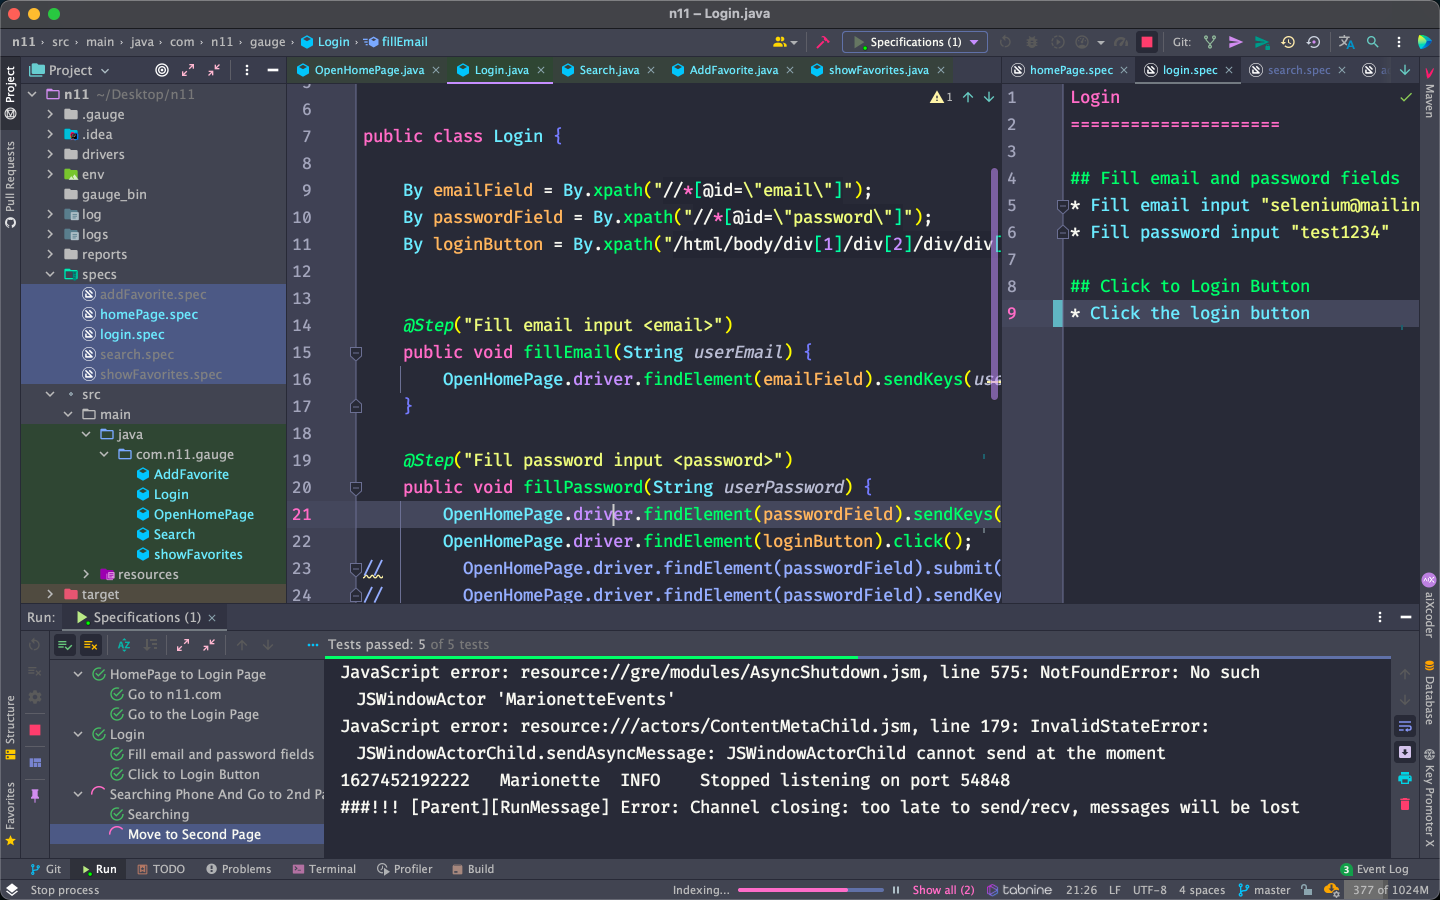 n11 – Login.java
n11 › src › main › java › com › n11 › gauge › Login › fillEmail
Specifications (1)
Git:
Project
OpenHomePage.java × Login.java × Search.java × AddFavorite.java × showFavorites.java ×
homePage.spec × login.spec × search.spec ×
Project
Pull Requests
Structure
Favorites
n11 ~/Desktop/n11
.gauge
.idea
drivers
env
gauge_bin
log
logs
reports
specs
addFavorite.spec
homePage.spec
login.spec
search.spec
showFavorites.spec
src
main
java
com.n11.gauge
AddFavorite
Login
OpenHomePage
Search
showFavorites
resources
target
1
6
7 public class Login {
8
9 By emailField = By.xpath("//*[@id=\"email\"]");
10 By passwordField = By.xpath("//*[@id=\"password\"]");
11 By loginButton = By.xpath("/html/body/div[1]/div[2]/div/div[
12
13
14 @Step("Fill email input <email>")
15 public void fillEmail(String userEmail) {
16 OpenHomePage.driver.findElement(emailField).sendKeys(use
17 }
18
19 @Step("Fill password input <password>")
20 public void fillPassword(String userPassword) {
21 OpenHomePage.driver.findElement(passwordField).sendKeys(
22 OpenHomePage.driver.findElement(loginButton).click();
23 // OpenHomePage.driver.findElement(passwordField).submit(
24 // OpenHomePage.driver.findElement(passwordField).sendKey
1 Login
2 =====================
3
4 ## Fill email and password fields
5 * Fill email input "selenium@mailin
6 * Fill password input "test1234"
7
8 ## Click to Login Button
9 * Click the login button
Maven
aiXcoder
Database
Key Promoter X
Run: Specifications (1) ×
Tests passed: 5 of 5 tests
HomePage to Login Page
Go to n11.com
Go to the Login Page
Login
Fill email and password fields
Click to Login Button
Searching Phone And Go to 2nd Pa
Searching
Move to Second Page
JavaScript error: resource://gre/modules/AsyncShutdown.jsm, line 575: NotFoundError: No such
JSWindowActor 'MarionetteEvents'
JavaScript error: resource:///actors/ContentMetaChild.jsm, line 179: InvalidStateError:
JSWindowActorChild.sendAsyncMessage: JSWindowActorChild cannot send at the moment
1627452192222 Marionette INFO Stopped listening on port 54848
###!!! [Parent][RunMessage] Error: Channel closing: too late to send/recv, messages will be lost
Git Run TODO Problems Terminal Profiler Build 3 Event Log
Stop process Indexing... Show all (2) tabnine 21:26 LF UTF-8 4 spaces master 377 of 1024M